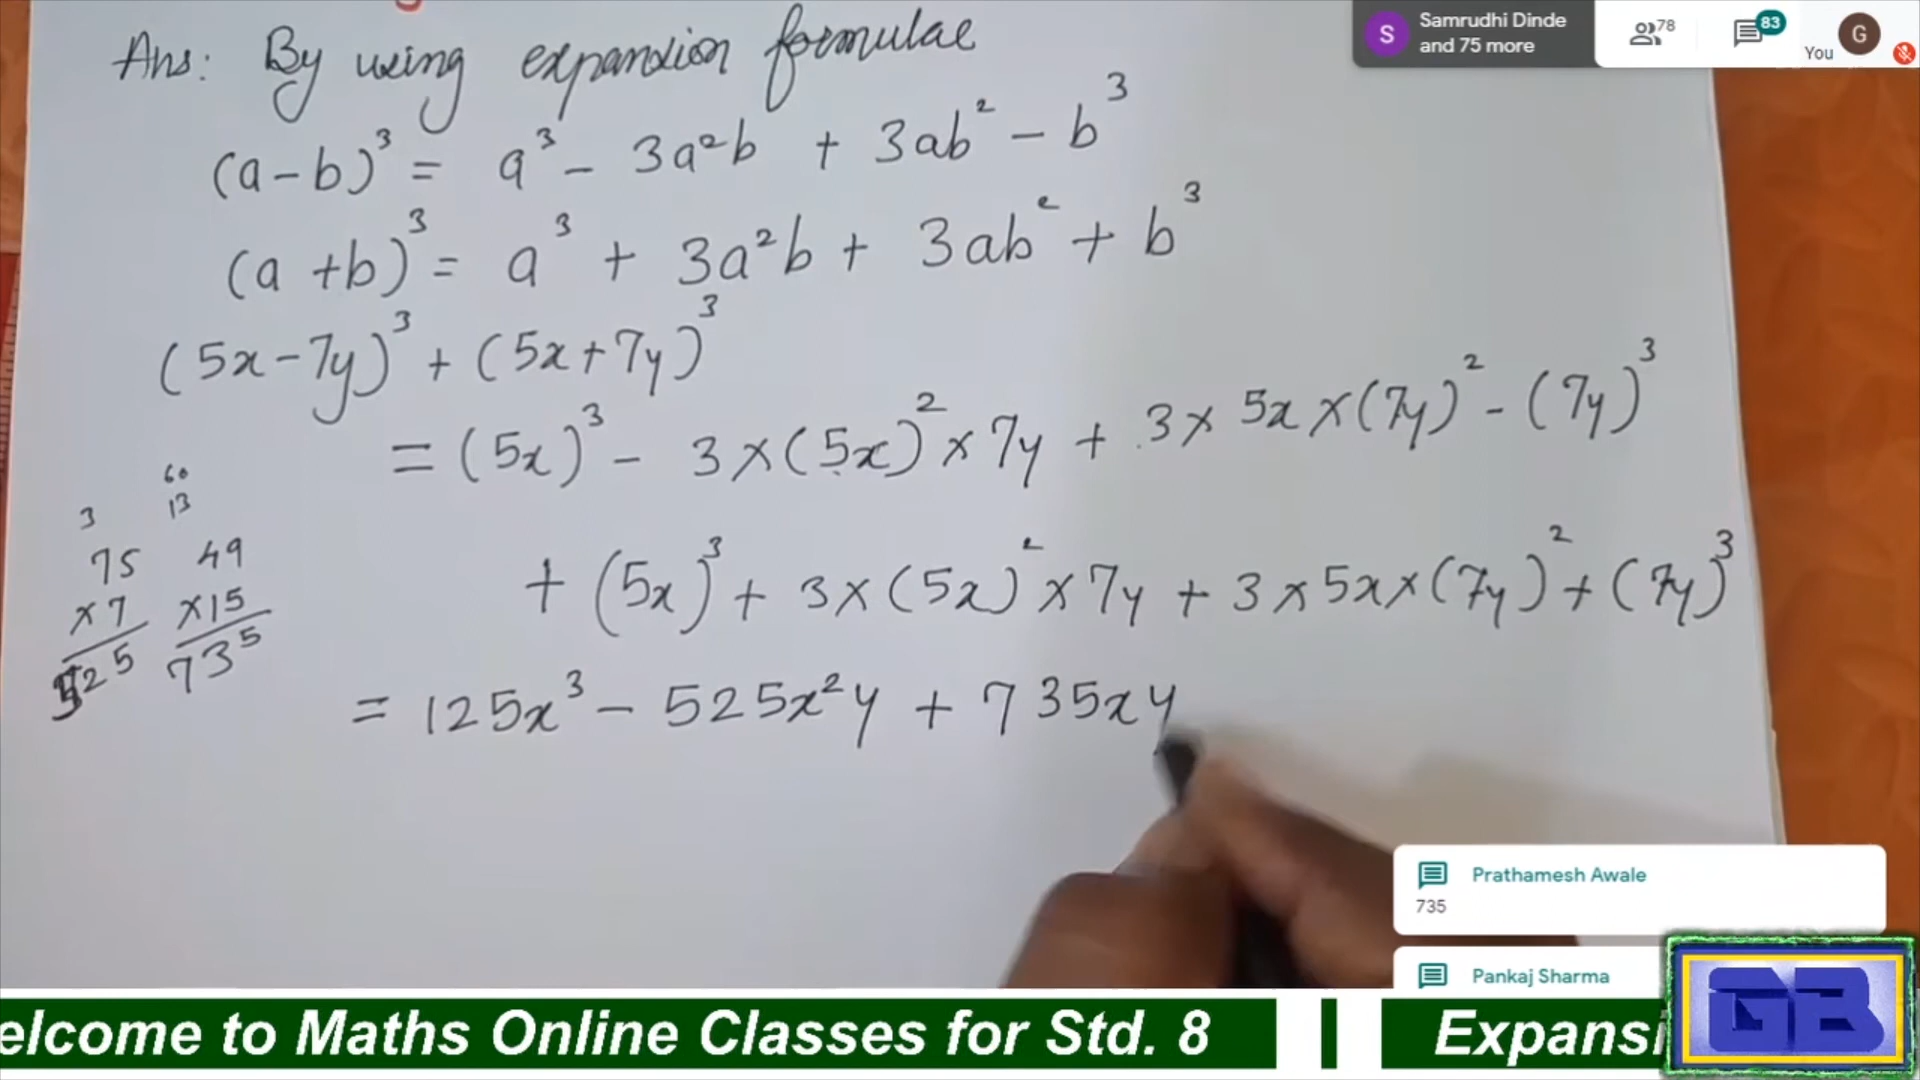 Ans: By using expansion formulae
(a-b)³ = a³ - 3a²b + 3ab² - b³
(a+b)³ = a³ + 3a²b + 3ab² + b³
(5x-7y)³ + (5x+7y)³
= (5x)³ - 3×(5x)²×7y + 3×5x×(7y)² - (7y)³
+ (5x)³ + 3×(5x)²×7y + 3×5x×(7y)² + (7y)³
= 125x³ - 525x²y + 735xy
3
75
×7
525
60
13
49
×15
735
S
Samrudhi Dinde
and 75 more
78
83
You
G
Prathamesh Awale
735
Pankaj Sharma
elcome to Maths Online Classes for Std. 8
Expansi
GB